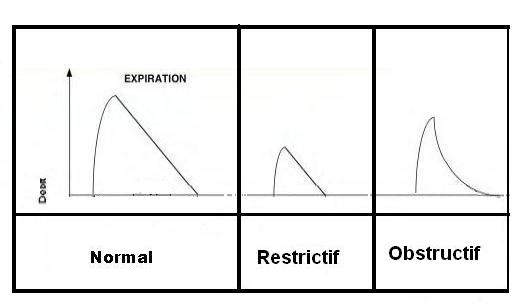 EXPIRATION
Debit
Normal
Restrictif
Obstructif